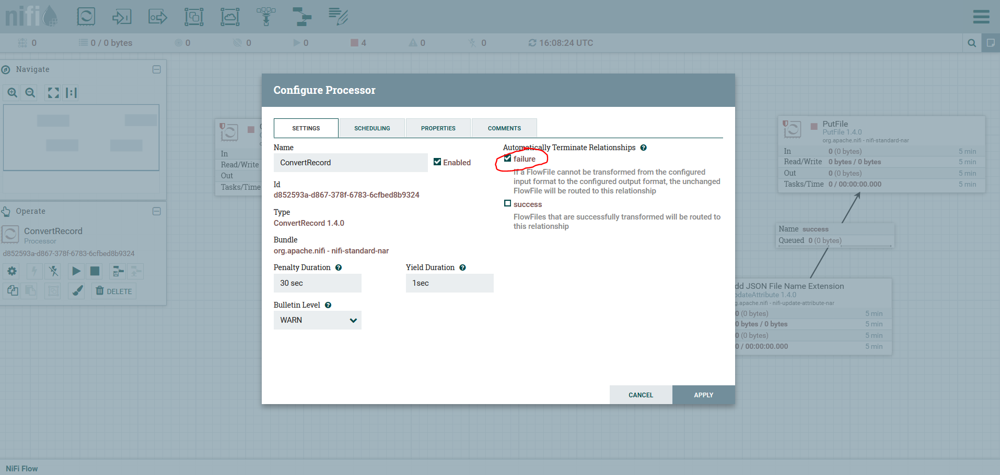 nifi
0
0 / 0 bytes
0
0
0
4
0
0
16:08:24 UTC
Navigate
Operate
ConvertRecord
Processor
d852593a-d867-378f-6783-6cfbed8b9324
DELETE
In
Read/Write
Out
Tasks/Time
Configure Processor
SETTINGS
SCHEDULING
PROPERTIES
COMMENTS
Name
ConvertRecord
Enabled
Id
d852593a-d867-378f-6783-6cfbed8b9324
Type
ConvertRecord 1.4.0
Bundle
org.apache.nifi - nifi-standard-nar
Penalty Duration
30 sec
Yield Duration
1sec
Bulletin Level
WARN
Automatically Terminate Relationships
failure
If a FlowFile cannot be transformed from the configured
input format to the configured output format, the unchanged
FlowFile will be routed to this relationship
success
FlowFiles that are successfully transformed will be routed to
this relationship
CANCEL
APPLY
PutFile
PutFile 1.4.0
org.apache.nifi - nifi-standard-nar
In 0 (0 bytes) 5 min
Read/Write 0 bytes / 0 bytes 5 min
Out 0 (0 bytes) 5 min
Tasks/Time 0 / 00:00:00.000 5 min
Name success
Queued 0 (0 bytes)
dd JSON File Name Extension
pdateAttribute 1.4.0
g.apache.nifi - nifi-update-attribute-nar
0 (0 bytes) 5 min
0 bytes / 0 bytes 5 min
0 (0 bytes) 5 min
0 / 00:00:00.000 5 min
NiFi Flow